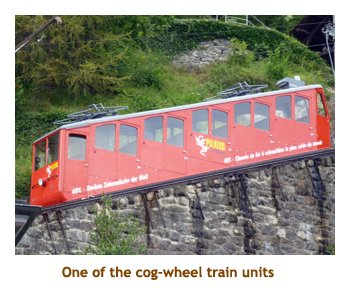 PILATUS
48% - Steilste Zahnradbahn der Welt
48% - Chemin de fer à crémaillère le plus raide du monde
One of the cog-wheel train units